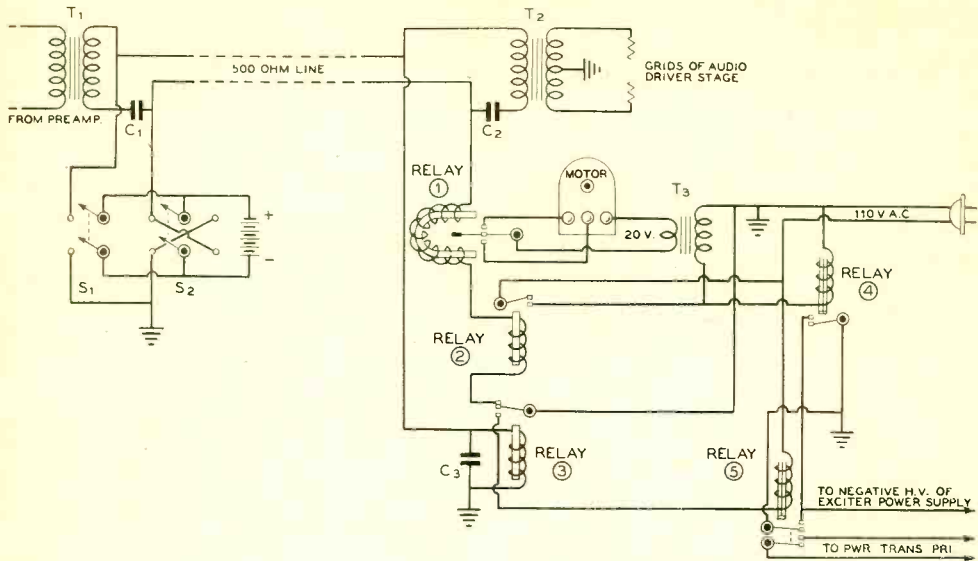 T1
T2
500 OHM LINE
GRIDS OF AUDIO
DRIVER STAGE
FROM PREAMP.
C1
C2
RELAY
①
MOTOR
T3
110 V. A.C
20 V.
+
−
RELAY
④
S1
S2
RELAY
②
C3
RELAY
③
RELAY
⑤
TO NEGATIVE H.V. OF
EXCITER POWER SUPPLY
TO PWR TRANS PRI